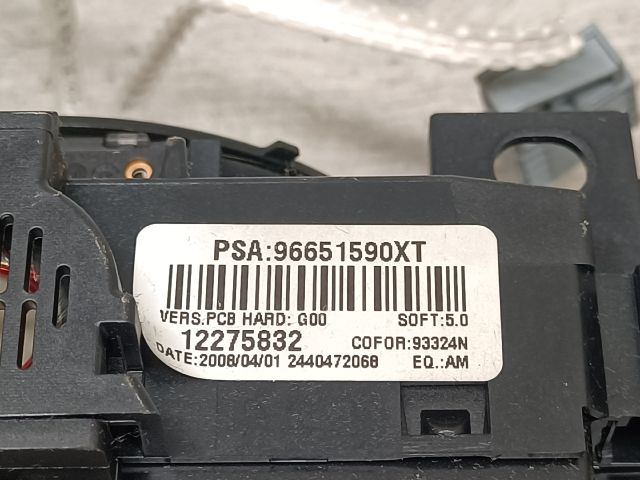 PSA:96651590XT
VERS.PCB HARD: G00 SOFT:5.0
12275832 COFOR:93324N
DATE:2008/04/01 2440472068 EQ.:AM